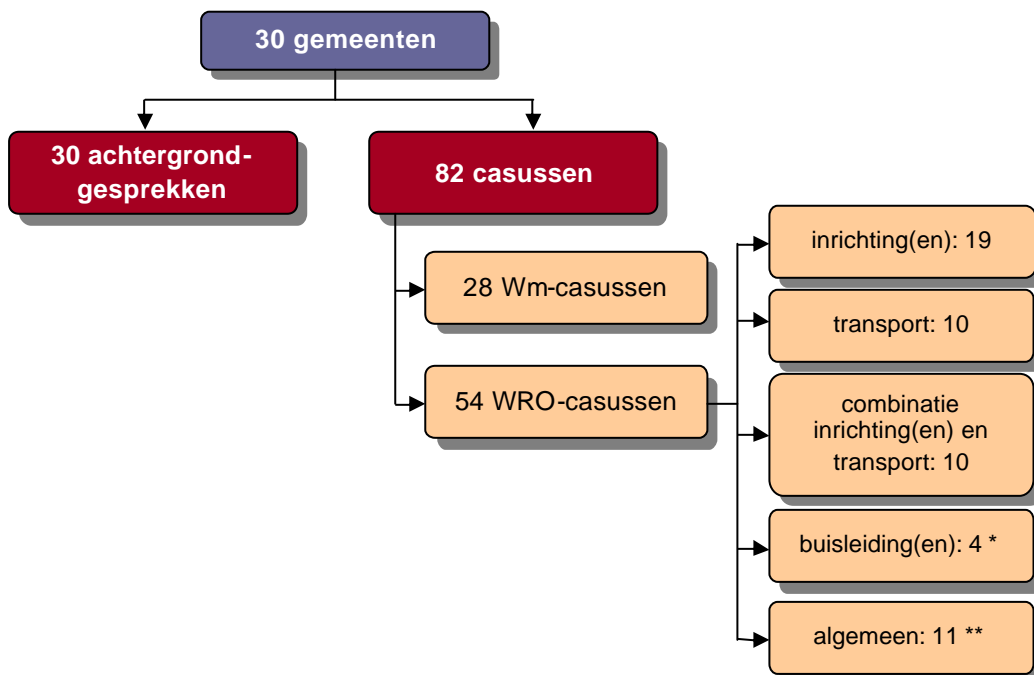 30 gemeenten
30 achtergrond-
gesprekken
82 casussen
28 Wm-casussen
54 WRO-casussen
inrichting(en): 19
transport: 10
combinatie
inrichting(en) en
transport: 10
buisleiding(en): 4 *
algemeen: 11 **